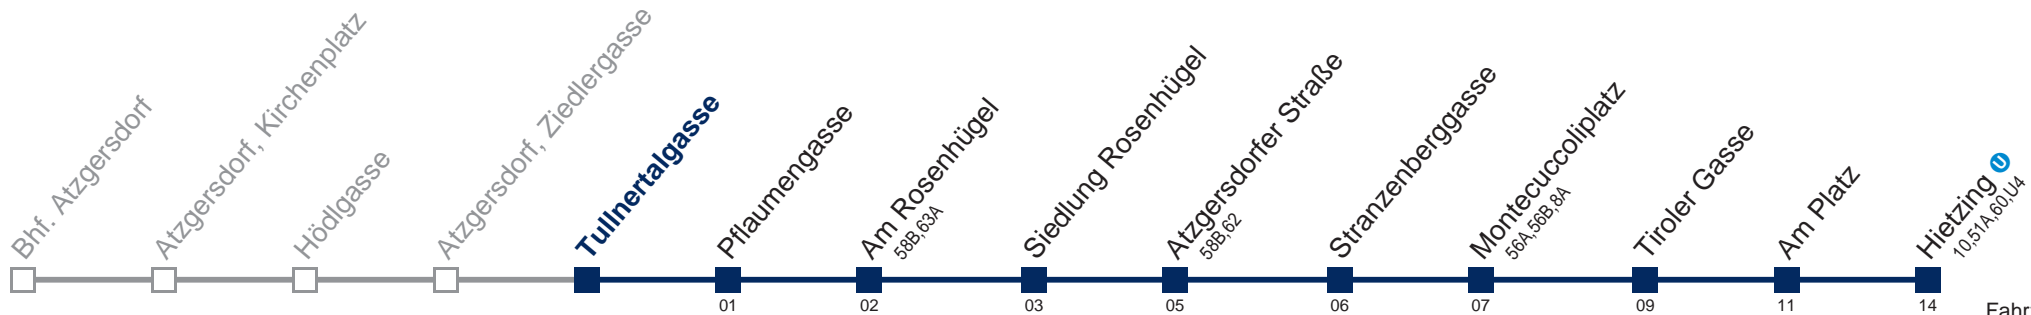 Bhf. Atzgersdorf
Atzgersdorf, Kirchenplatz
Hödlgasse
Atzgersdorf, Ziedlergasse
Tullnertalgasse
Pflaumengasse
01
Am Rosenhügel
58B,63A
02
Siedlung Rosenhügel
03
Atzgersdorfer Straße
58B,62
05
Stranzenberggasse
06
Montecuccoliplatz
56A,56B,8A
07
Tiroler Gasse
09
Am Platz
11
Hietzing U
10,51A,60,U4
14
Fahr